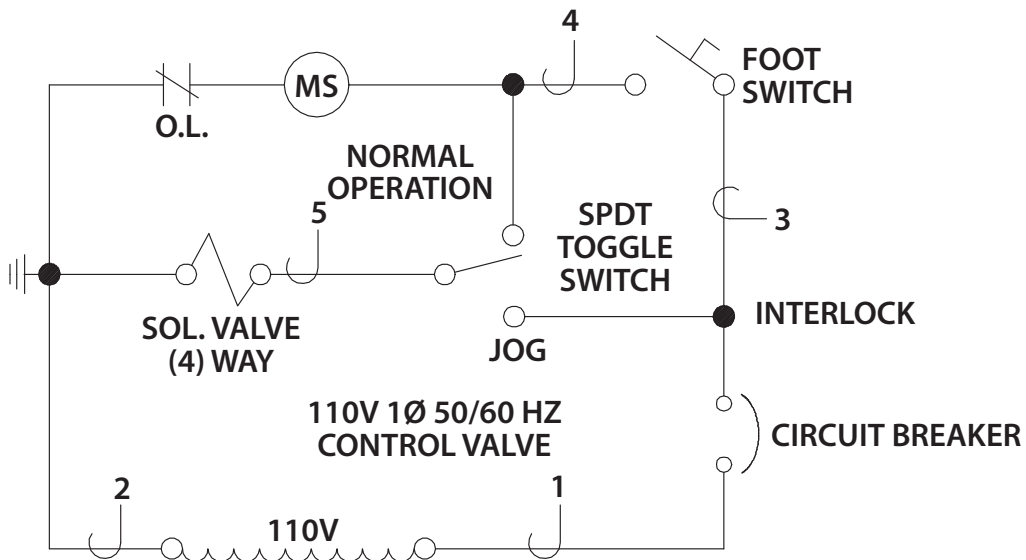 4
FOOT
SWITCH
MS
O.L.
NORMAL
OPERATION
5
SPDT
TOGGLE
SWITCH
3
SOL. VALVE
(4) WAY
JOG
INTERLOCK
110V 1Ø 50/60 HZ
CONTROL VALVE
CIRCUIT BREAKER
2
110V
1